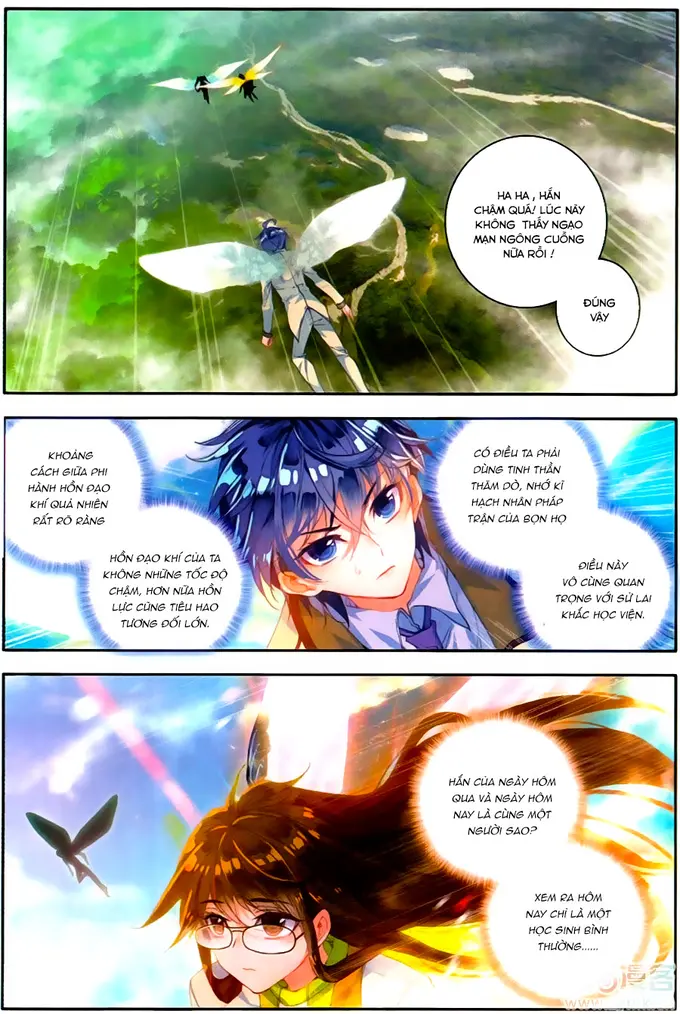 HA HA , HẮN
CHẬM QUÁ! LÚC NÀY
KHÔNG THẤY NGẠO
MẠN NGÔNG CUỒNG
NỮA RỒI !
ĐÚNG
VẬY
KHOẢNG
CÁCH GIỮA PHI
HÀNH HỒN ĐẠO
KHÍ QUẢ NHIÊN
RẤT RÕ RÀNG
HỒN ĐẠO KHÍ CỦA TA
KHÔNG NHỮNG TỐC ĐỘ
CHẬM, HƠN NỮA HỒN
LỰC CŨNG TIÊU HAO
TƯƠNG ĐỐI LỚN.
CÓ ĐIỀU TA PHẢI
DÙNG TINH THẦN
THĂM DÒ, NHỚ KĨ
HẠCH NHÂN PHÁP
TRẬN CỦA BỌN HỌ
ĐIỀU NÀY
VÔ CÙNG QUAN
TRỌNG VỚI SỬ LAI
KHẮC HỌC VIỆN.
HẮN CỦA NGÀY HÔM
QUA VÀ NGÀY HÔM
NAY LÀ CÙNG MỘT
NGƯỜI SAO?
XEM RA HÔM
NAY CHỈ LÀ MỘT
HỌC SINH BÌNH
THƯỜNG......
漫客